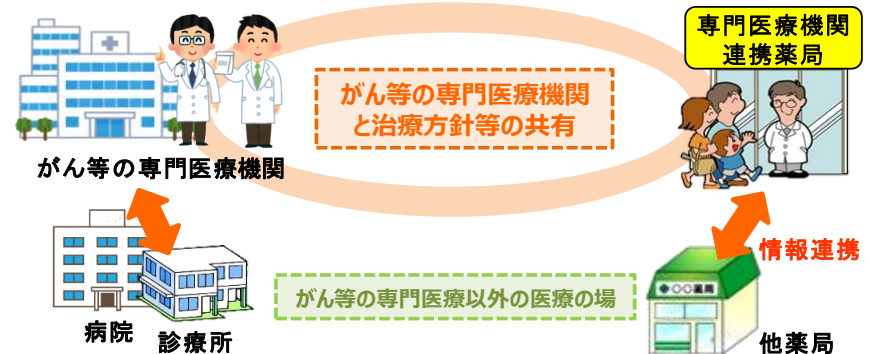 専門医療機関
連携薬局
がん等の専門医療機関
と治療方針等の共有
がん等の専門医療機関
情報連携
がん等の専門医療以外の医療の場
○○薬局
病院
診療所
他薬局